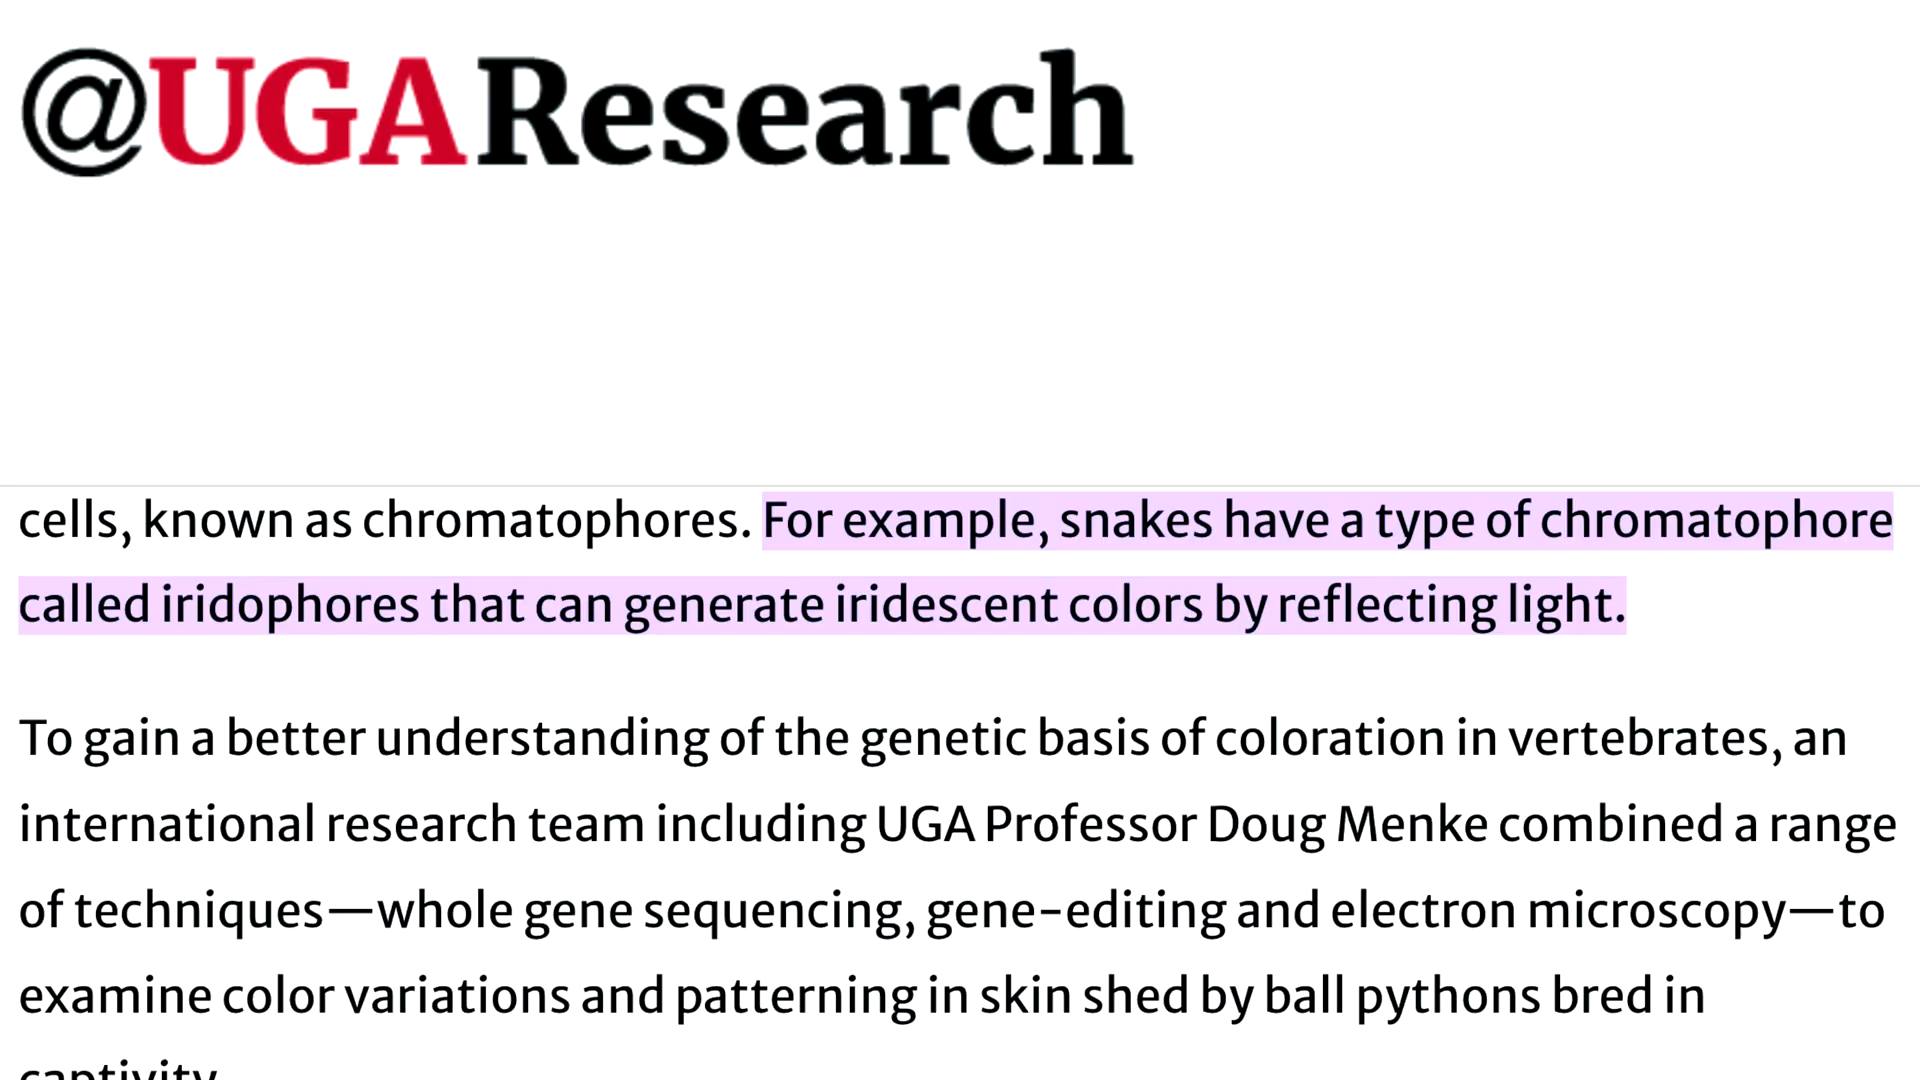 @UGAResearch
cells, known as chromatophores. For example, snakes have a type of chromatophore
called iridophores that can generate iridescent colors by reflecting light.
To gain a better understanding of the genetic basis of coloration in vertebrates, an
international research team including UGA Professor Doug Menke combined a range
of techniques—whole gene sequencing, gene-editing and electron microscopy—to
examine color variations and patterning in skin shed by ball pythons bred in
captivity.